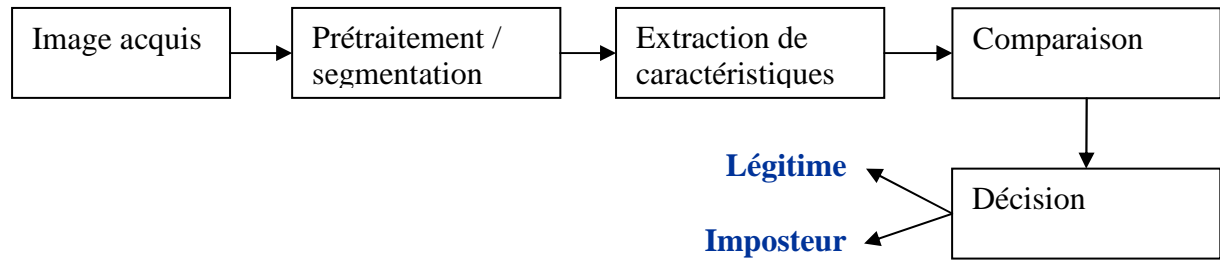 Image acquis
Prétraitement /
segmentation
Extraction de
caractéristiques
Comparaison
Décision
Légitime
Imposteur